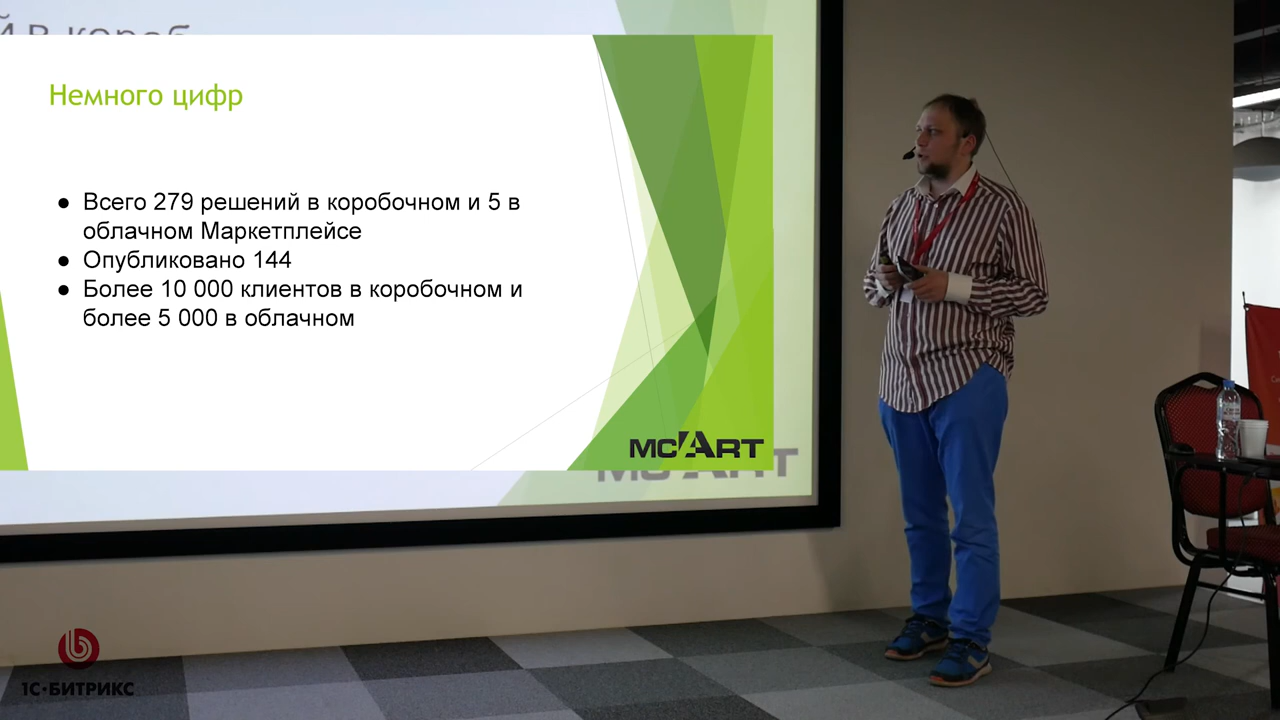 Немного цифр
● Всего 279 решений в коробочном и 5 в
облачном Маркетплейсе
● Опубликовано 144
● Более 10 000 клиентов в коробочном и
более 5 000 в облачном
MCART
MCART
1С-БИТРИКС